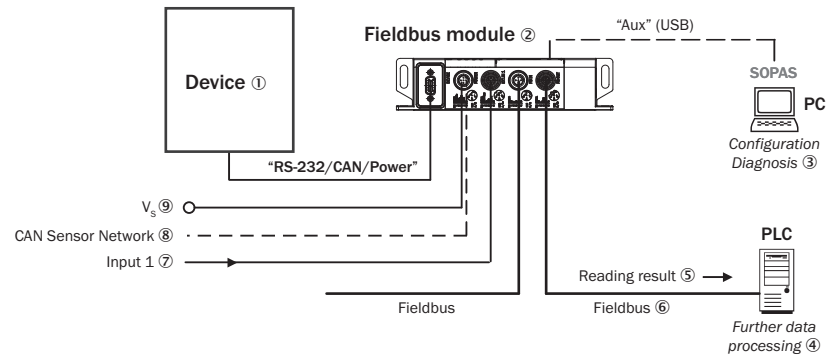 "Aux" (USB)
Fieldbus module ②
SOPAS
Device ①
PC
Configuration
Diagnosis ③
"RS-232/CAN/Power"
Vs ⑨
CAN Sensor Network ⑧
PLC
Input 1 ⑦
Reading result ⑤
Fieldbus
Fieldbus ⑥
Further data
processing ④